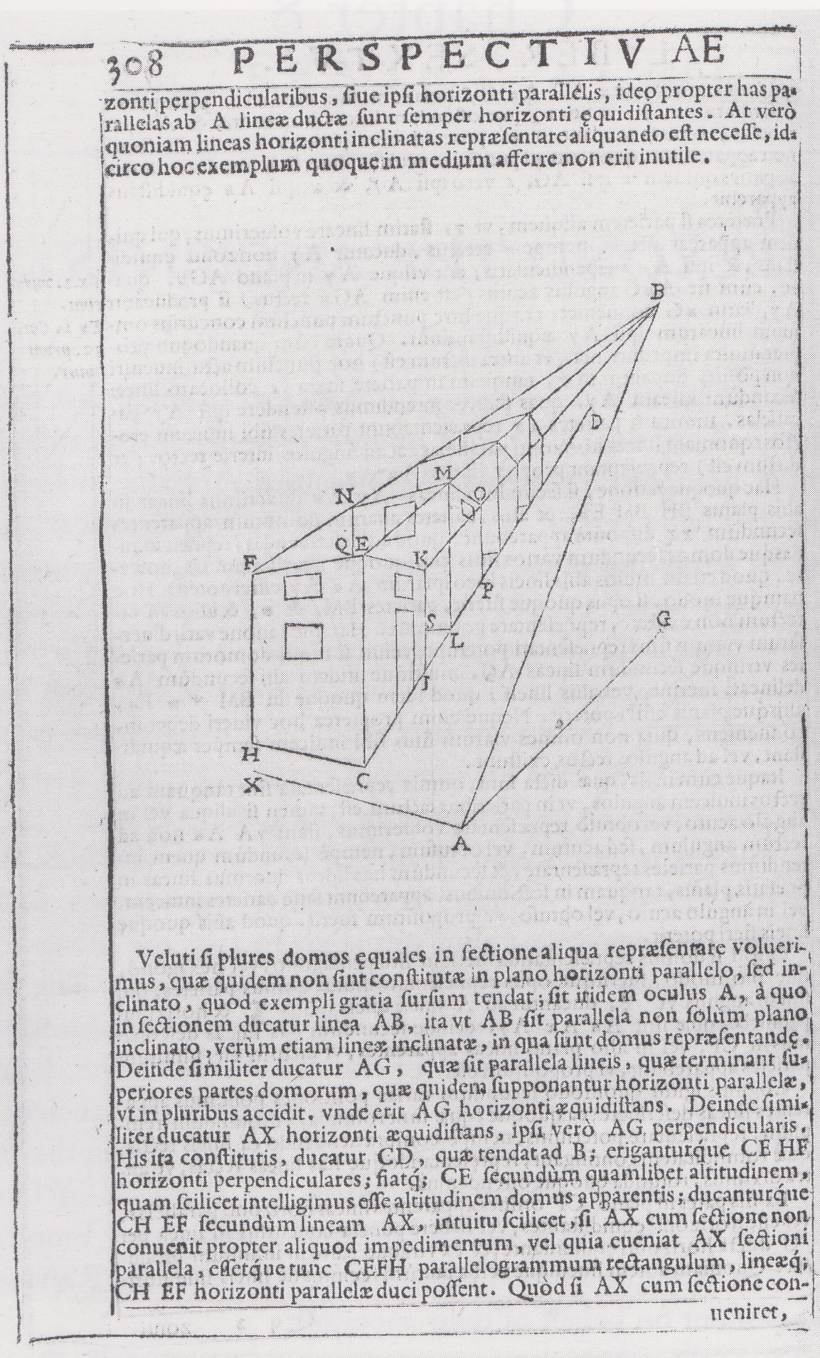 308 PERSPECTIVAE
zonti perpendicularibus, ſiue ipſi horizonti parallelis, ideo propter has pa-
rallelas ab A lineæ ductæ ſunt ſemper horizonti ęquidiſtantes. At verò
quoniam lineas horizonti inclinatas repræſentare aliquando eſt neceſſe, id-
circo hoc exemplum quoque in medium afferre non erit inutile.
B
D
M
N
O
Q E
F
K
P
S
G
L
I
H
C
X
A
Veluti ſi plures domos ęquales in ſectione aliqua repræſentare volueri-
mus, quæ quidem non ſint conſtitutæ in plano horizonti parallelo, ſed in-
clinato, quod exempli gratia ſurſum tendat; ſit itidem oculus A, à quo
in ſectionem ducatur linea AB, ita vt AB ſit parallela non ſolùm plano
inclinato, verùm etiam lineæ inclinatæ, in qua ſunt domus repræſentandę.
Deinde ſimiliter ducatur AG, quæ ſit parallela lineis, quæ terminant ſu-
periores partes domorum, quæ quidem ſupponantur horizonti parallelæ,
vt in pluribus accidit. vnde erit AG horizonti æquidiſtans. Deinde ſimi-
liter ducatur AX horizonti æquidiſtans, ipſi verò AG perpendicularis.
His ita conſtitutis, ducatur CD, quæ tendat ad B; eriganturq́ue CE HF
horizonti perpendiculares; fiatq; CE ſecundùm quamlibet altitudinem,
quam ſcilicet intelligimus eſſe altitudinem domus apparentis; ducanturq́ue
CH EF ſecundùm lineam AX, intuitu ſcilicet, ſi AX cum ſectione non
conuenit propter aliquod impedimentum, vel quia eueniat AX ſectioni
parallela, eſſetq́ue tunc CEFH parallelogrammum rectangulum, lineæq́;
CH EF horizonti parallelæ duci poſſent. Quòd ſi AX cum ſectione con-
ueniret,